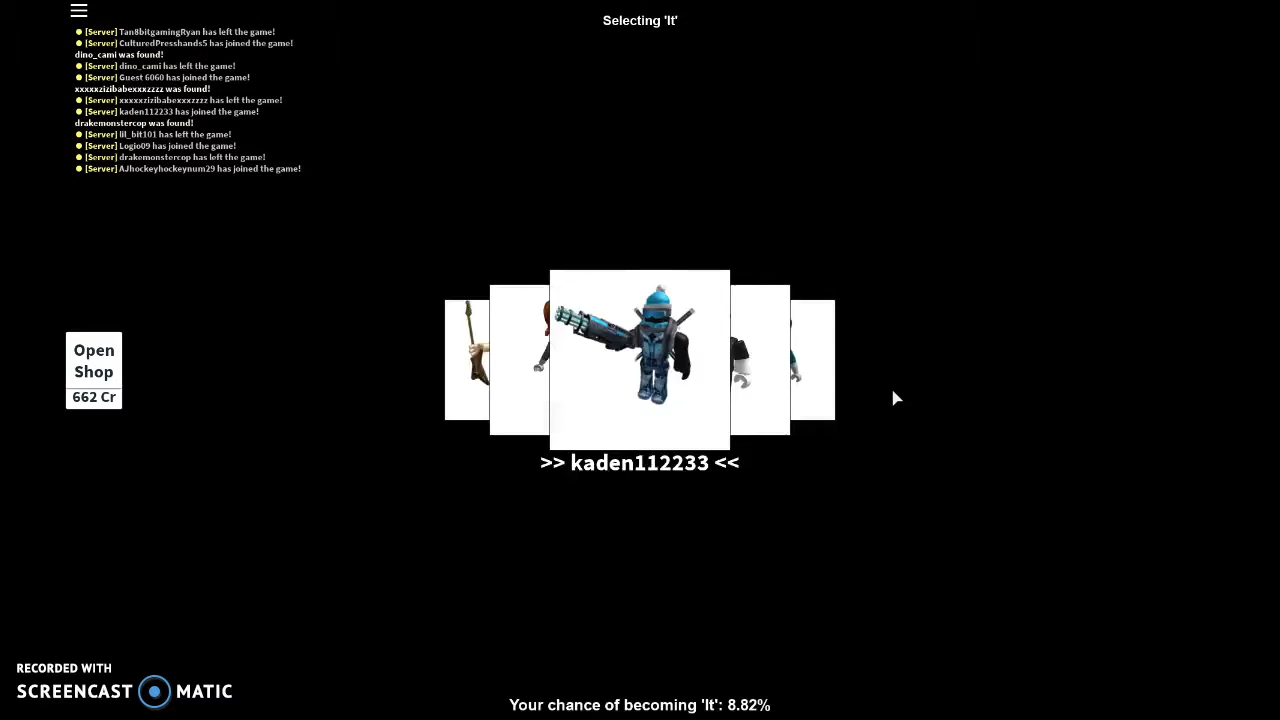 Selecting 'It'
[Server] Tan8bitgamingRyan has left the game!
[Server] CulturedPresshands5 has joined the game!
dino_cami was found!
[Server] dino_cami has left the game!
[Server] Guest 6060 has joined the game!
xxxxxzizibabexxxzzzz was found!
[Server] xxxxxzizibabexxxzzzz has left the game!
[Server] kaden112233 has joined the game!
drakemonstercop was found!
[Server] lil_bit101 has left the game!
[Server] Logio09 has joined the game!
[Server] drakemonstercop has left the game!
[Server] AJhockeyhockeynum29 has joined the game!
Open
Shop
662 Cr
>> kaden112233 <<
RECORDED WITH
SCREENCAST MATIC
Your chance of becoming 'It': 8.82%